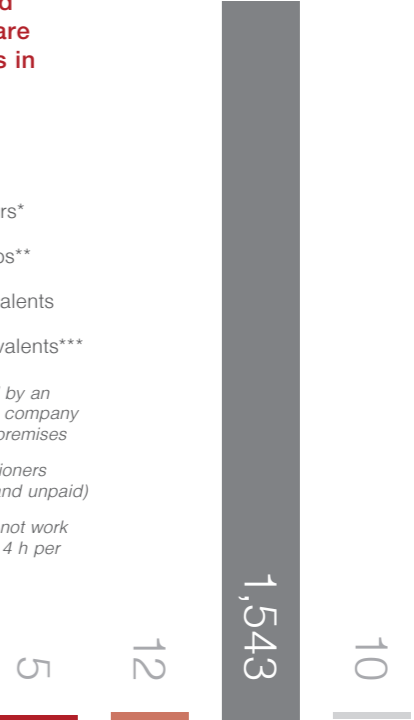 are
s in
rs*
os**
alents
valents***
by an
company
premises
ioners
and unpaid)
not work
4 h per
5
12
1,543
10